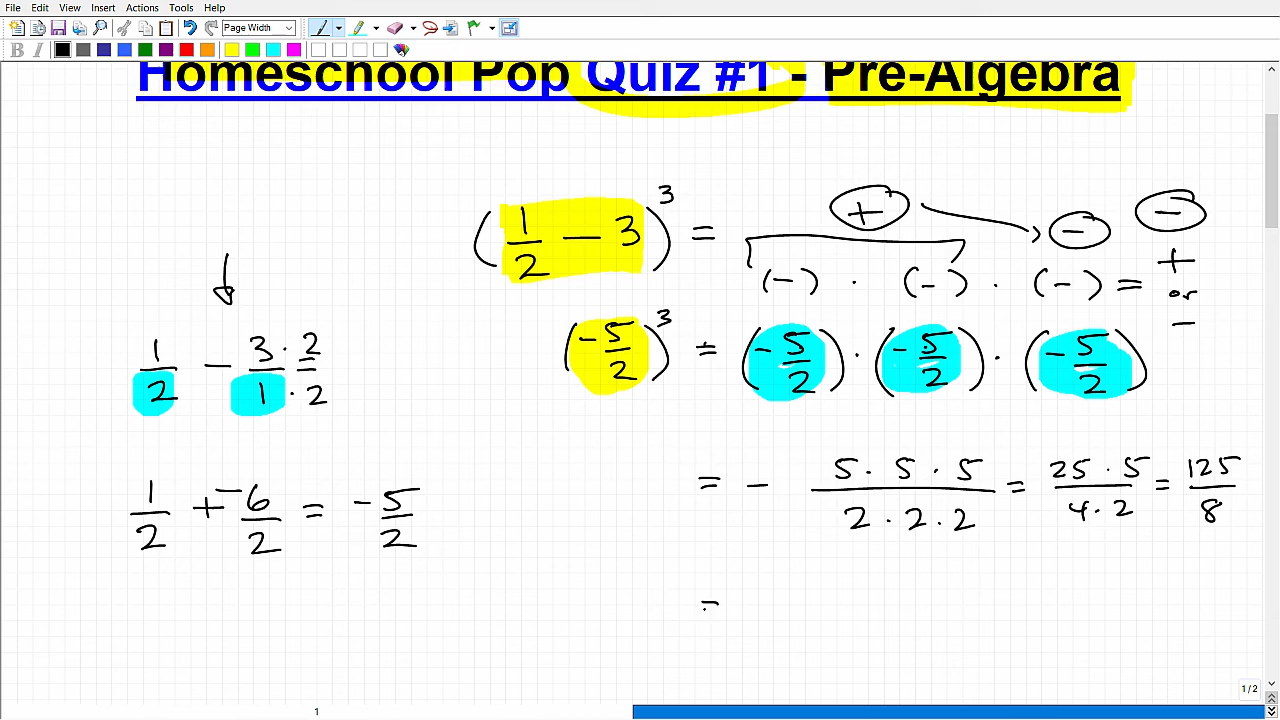 File Edit View Insert Actions Tools Help
Page Width
B I
Homeschool Pop Quiz #1 - Pre-Algebra
(1/2 - 3)^3 =
+ → - -
(-) · (-) · (-) = + or -
1/2 - 3·2/1·2
(-5/2)^3 = (-5/2) · (-5/2) · (-5/2)
1/2 + -6/2 = -5/2
= - 5·5·5/2·2·2 = 25·5/4·2 = 125/8
=
1/2
1